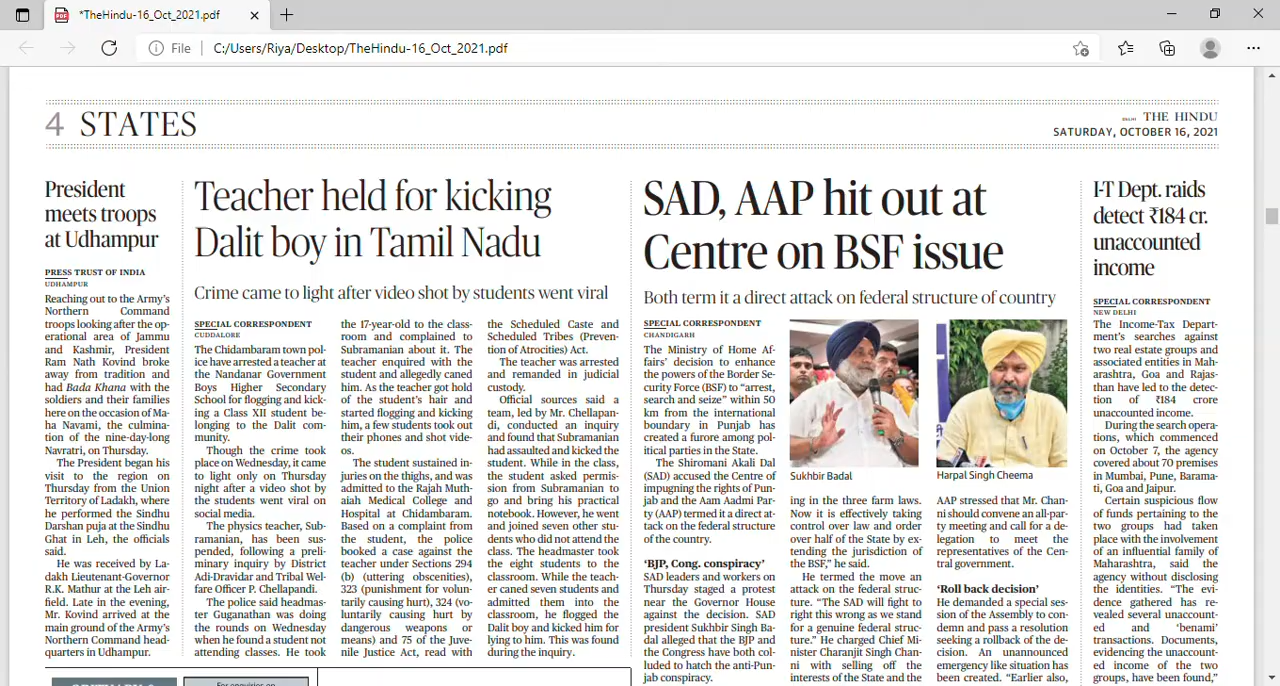 *TheHindu-16_Oct_2021.pdf
File
C:/Users/Riya/Desktop/TheHindu-16_Oct_2021.pdf
4 STATES
DELHI THE HINDU
SATURDAY, OCTOBER 16, 2021
President
meets troops
at Udhampur
PRESS TRUST OF INDIA
UDHAMPUR
Reaching out to the Army's
Northern Command
troops looking after the op-
erational area of Jammu
and Kashmir, President
Ram Nath Kovind broke
away from tradition and
had Bada Khana with the
soldiers and their families
here on the occasion of Ma-
ha Navami, the culmina-
tion of the nine-day-long
Navratri, on Thursday.
The President began his
visit to the region on
Thursday from the Union
Territory of Ladakh, where
he performed the Sindhu
Darshan puja at the Sindhu
Ghat in Leh, the officials
said.
He was received by La-
dakh Lieutenant-Governor
R.K. Mathur at the Leh air-
field. Late in the evening,
Mr. Kovind arrived at the
main ground of the Army's
Northern Command head-
quarters in Udhampur.
Teacher held for kicking
Dalit boy in Tamil Nadu
Crime came to light after video shot by students went viral
SPECIAL CORRESPONDENT
CUDDALORE
The Chidambaram town pol-
ice have arrested a teacher at
the Nandanar Government
Boys Higher Secondary
School for flogging and kick-
ing a Class XII student be-
longing to the Dalit com-
munity.
Though the crime took
place on Wednesday, it came
to light only on Thursday
night after a video shot by
the students went viral on
social media.
The physics teacher, Sub-
ramanian, has been sus-
pended, following a preli-
minary inquiry by District
Adi-Dravidar and Tribal Wel-
fare Officer P. Chellapandi.
The police said headmas-
ter Guganathan was doing
the rounds on Wednesday
when he found a student not
attending classes. He took
the 17-year-old to the class-
room and complained to
Subramanian about it. The
teacher enquired with the
student and allegedly caned
him. As the teacher got hold
of the student's hair and
started flogging and kicking
him, a few students took out
their phones and shot vide-
os.
The student sustained in-
juries on the thighs, and was
admitted to the Rajah Muth-
aiah Medical College and
Hospital at Chidambaram.
Based on a complaint from
the student, the police
booked a case against the
teacher under Sections 294
(b) (uttering obscenities),
323 (punishment for volun-
tarily causing hurt), 324 (vo-
luntarily causing hurt by
dangerous weapons or
means) and 75 of the Juve-
nile Justice Act, read with
the Scheduled Caste and
Scheduled Tribes (Preven-
tion of Atrocities) Act.
The teacher was arrested
and remanded in judicial
custody.
Official sources said a
team, led by Mr. Chellapan-
di, conducted an inquiry
and found that Subramanian
had assaulted and kicked the
student. While in the class,
the student asked permis-
sion from Subramanian to
go and bring his practical
notebook. However, he went
and joined seven other stu-
dents who did not attend the
class. The headmaster took
the eight students to the
classroom. While the teach-
er caned seven students and
admitted them into the
classroom, he flogged the
Dalit boy and kicked him for
lying to him. This was found
during the inquiry.
SAD, AAP hit out at
Centre on BSF issue
Both term it a direct attack on federal structure of country
SPECIAL CORRESPONDENT
CHANDIGARH
The Ministry of Home Af-
fairs' decision to enhance
the powers of the Border Se-
curity Force (BSF) to "arrest,
search and seize" within 50
km from the international
boundary in Punjab has
created a furore among pol-
itical parties in the State.
The Shiromani Akali Dal
(SAD) accused the Centre of
impugning the rights of Pun-
jab and the Aam Aadmi Par-
ty (AAP) termed it a direct at-
tack on the federal structure
of the country.
'BJP, Cong. conspiracy'
SAD leaders and workers on
Thursday staged a protest
near the Governor House
against the decision. SAD
president Sukhbir Singh Ba-
dal alleged that the BJP and
the Congress have both col-
luded to hatch the anti-Pun-
jab conspiracy.
Sukhbir Badal
ing in the three farm laws.
Now it is effectively taking
control over law and order
over half of the State by ex-
tending the jurisdiction of
the BSF," he said.
He termed the move an
attack on the federal struc-
ture. "The SAD will fight to
right this wrong as we stand
for a genuine federal struc-
ture." He charged Chief Mi-
nister Charanjit Singh Chan-
ni with selling off the
interests of the State and the
Harpal Singh Cheema
AAP stressed that Mr. Chan-
ni should convene an all-par-
ty meeting and call for a de-
legation to meet the
representatives of the Cen-
tral government.
'Roll back decision'
He demanded a special ses-
sion of the Assembly to con-
demn and pass a resolution
seeking a rollback of the de-
cision. An unannounced
emergency like situation has
been created. "Earlier also,
I-T Dept. raids
detect ₹184 cr.
unaccounted
income
SPECIAL CORRESPONDENT
NEW DELHI
The Income-Tax Depart-
ment's searches against
two real estate groups and
associated entities in Mah-
arashtra, Goa and Rajas-
than have led to the detec-
tion of ₹184 crore
unaccounted income.
During the search opera-
tions, which commenced
on October 7, the agency
covered about 70 premises
in Mumbai, Pune, Barama-
ti, Goa and Jaipur.
Certain suspicious flow
of funds pertaining to the
two groups had taken
place with the involvement
of an influential family of
Maharashtra, said the
agency without disclosing
the identities. "The evi-
dence gathered has re-
vealed several unaccount-
ed and 'benami'
transactions. Documents,
evidencing the unaccount-
ed income of the two
groups, have been found,"
For enquiries on